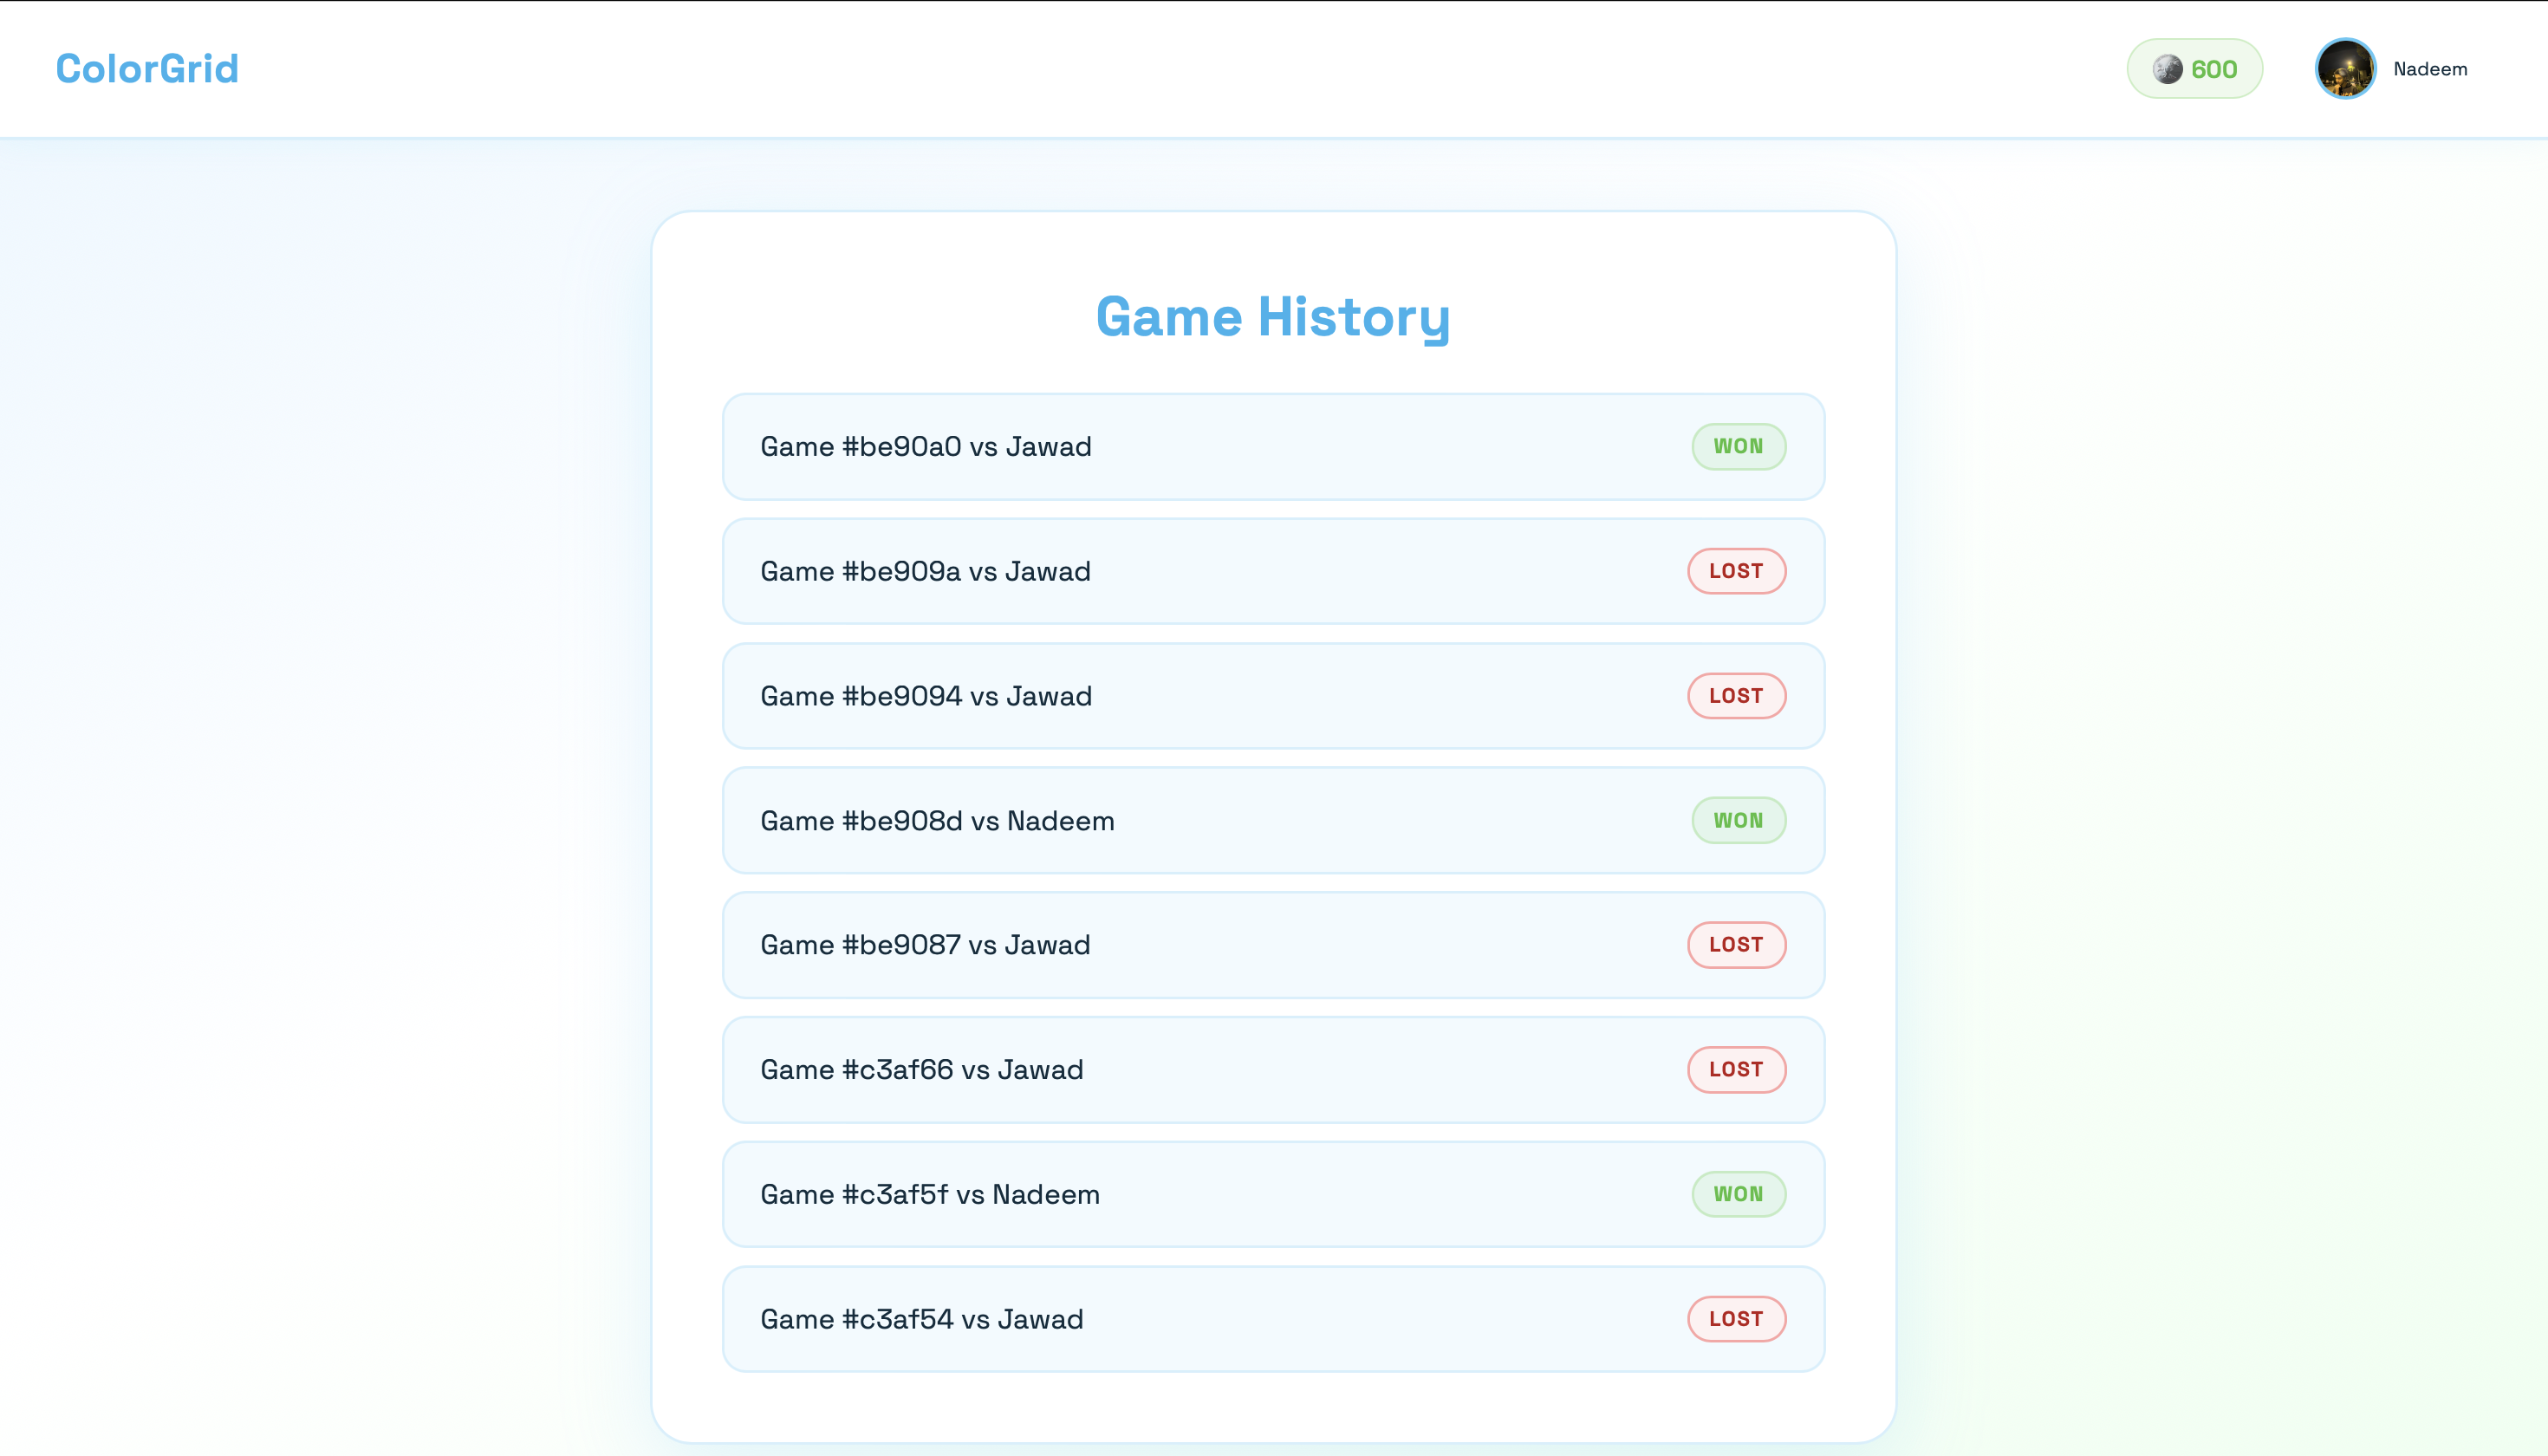 ColorGrid
600
Nadeem
Game History
Game #be90a0 vs Jawad
WON
Game #be909a vs Jawad
LOST
Game #be9094 vs Jawad
LOST
Game #be908d vs Nadeem
WON
Game #be9087 vs Jawad
LOST
Game #c3af66 vs Jawad
LOST
Game #c3af5f vs Nadeem
WON
Game #c3af54 vs Jawad
LOST